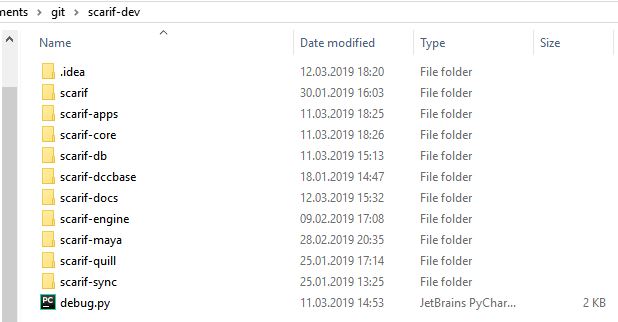 ments > git > scarif-dev
Name Date modified Type Size
.idea 12.03.2019 18:20 File folder
scarif 30.01.2019 16:03 File folder
scarif-apps 11.03.2019 18:25 File folder
scarif-core 11.03.2019 18:26 File folder
scarif-db 11.03.2019 15:13 File folder
scarif-dccbase 18.01.2019 14:47 File folder
scarif-docs 12.03.2019 15:32 File folder
scarif-engine 09.02.2019 17:08 File folder
scarif-maya 28.02.2019 20:35 File folder
scarif-quill 25.01.2019 17:14 File folder
scarif-sync 25.01.2019 13:25 File folder
PC debug.py 11.03.2019 14:53 JetBrains PyChar... 2 KB